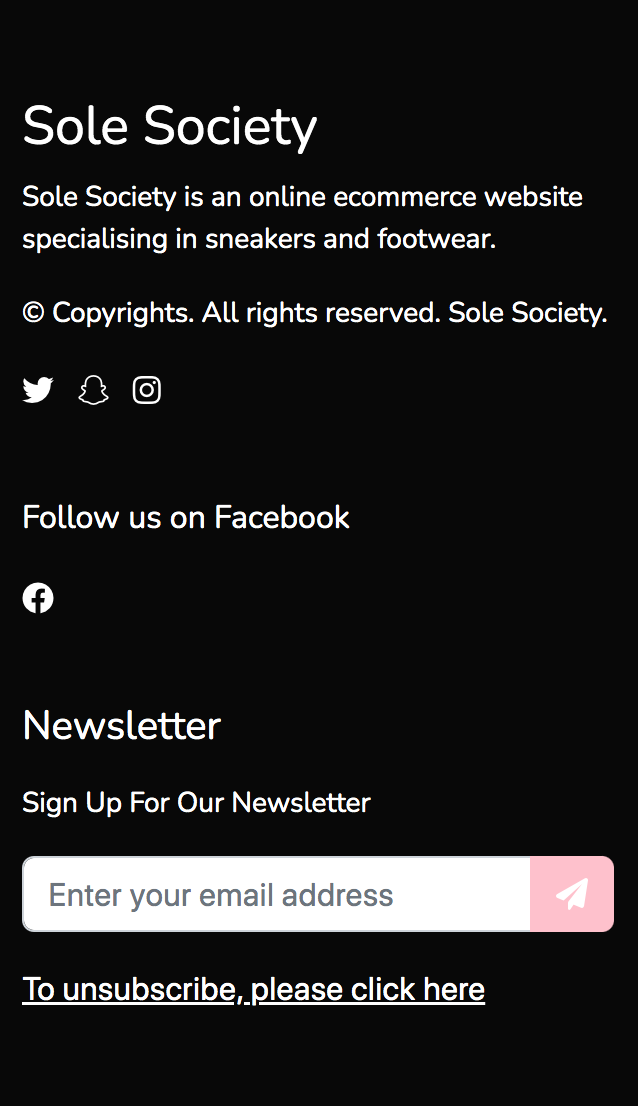 Sole Society
Sole Society is an online ecommerce website
specialising in sneakers and footwear.
© Copyrights. All rights reserved. Sole Society.
Follow us on Facebook
Newsletter
Sign Up For Our Newsletter
Enter your email address
To unsubscribe, please click here